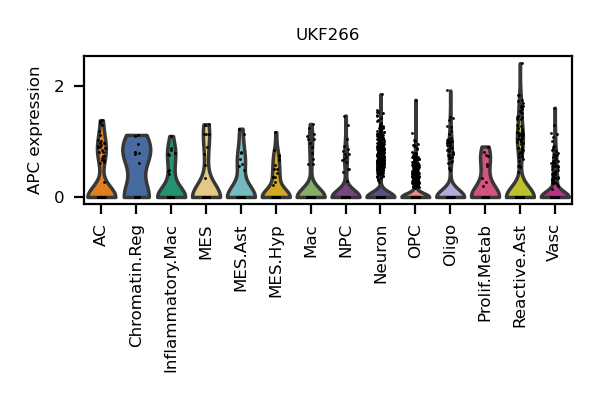 UKF266
APC expression
2
0
AC
Chromatin.Reg
Inflammatory.Mac
MES
MES.Ast
MES.Hyp
Mac
NPC
Neuron
OPC
Oligo
Prolif.Metab
Reactive.Ast
Vasc